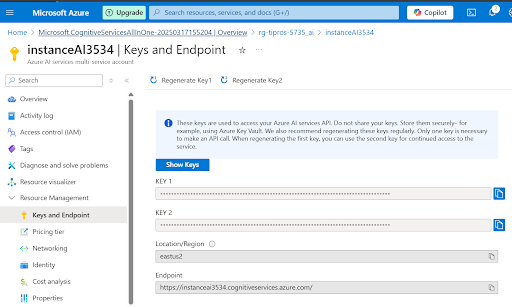 Microsoft Azure
Upgrade
Search resources, services, and docs (G+/)
Copilot
Home > Microsoft.CognitiveServicesAllInOne-20250317155204 | Overview > rg-tipros-5735_ai > instanceAI3534
instanceAI3534 | Keys and Endpoint
Azure AI services multi-service account
Search
Regenerate Key1
Regenerate Key2
Overview
Activity log
Access control (IAM)
Tags
Diagnose and solve problems
Resource visualizer
Resource Management
Keys and Endpoint
Pricing tier
Networking
Identity
Cost analysis
Properties
These keys are used to access your Azure AI services API. Do not share your keys. Store them securely– for
example, using Azure Key Vault. We also recommend regenerating these keys regularly. Only one key is necessary
to make an API call. When regenerating the first key, you can use the second key for continued access to the
service.
Show Keys
KEY 1
KEY 2
Location/Region
eastus2
Endpoint
https://instanceai3534.cognitiveservices.azure.com/